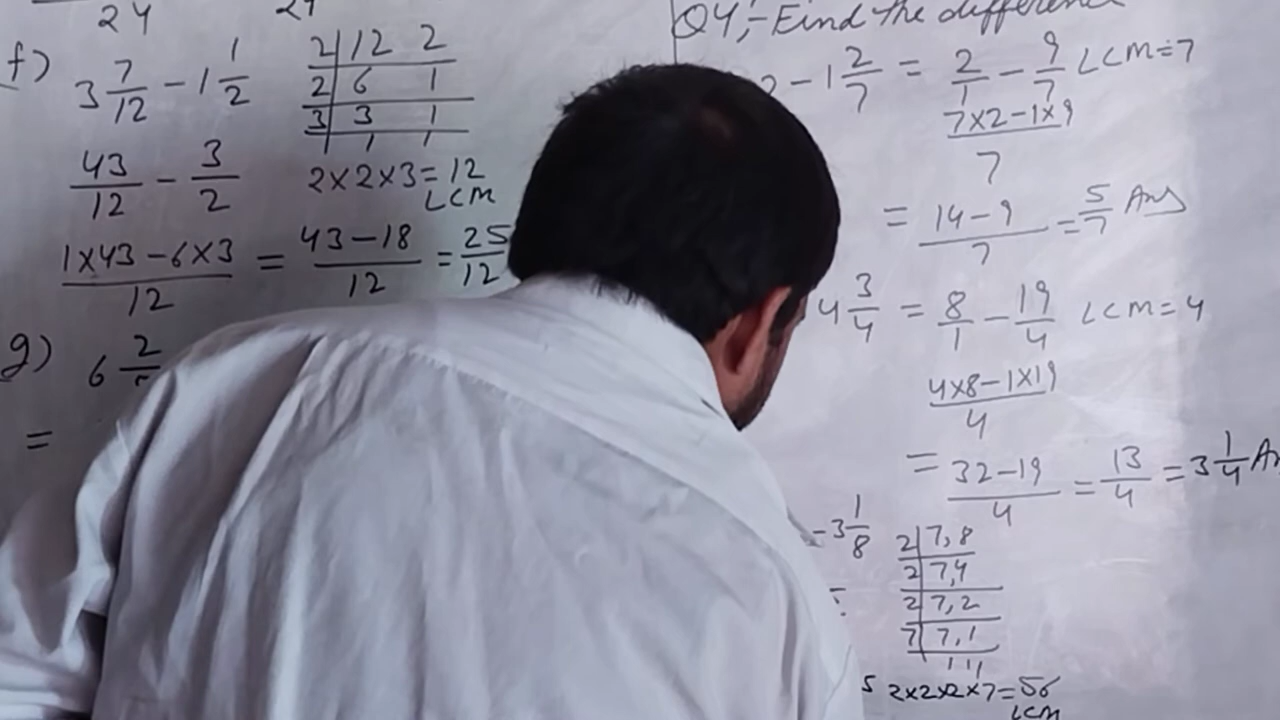 24 24
f) 3 7/12 - 1 1/2
2 | 12 2
2 | 6 1
3 | 3 1
1 1
43/12 - 3/2
2×2×3=12
LCM
1×43-6×3/12 = 43-18/12 = 25/12
g) 6 2
=
Q4,- Find the difference
2 - 1 2/7 = 2/1 - 9/7 LCM=7
7×2-1×9/7
= 14-9/7 = 5/7 Ans
4 3/4 = 8/1 - 19/4 LCM=4
4×8-1×19/4
= 32-19/4 = 13/4 = 3 1/4 An
-3 1/8
2 | 7,8
2 | 7,4
2 | 7,2
7 | 7,1
1,1
2×2×2×7=56
LCM